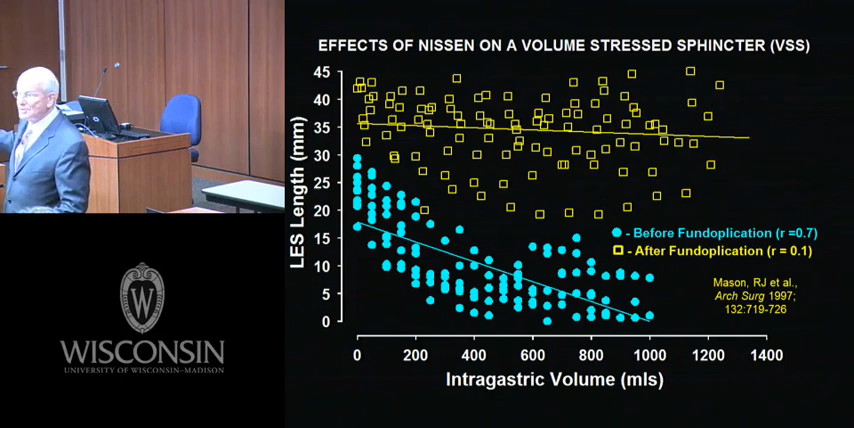 EFFECTS OF NISSEN ON A VOLUME STRESSED SPHINCTER (VSS)
LES Length (mm)
45
40
35
30
25
20
15
10
5
0
- Before Fundoplication (r =0.7)
- After Fundoplication (r = 0.1)
Mason, RJ et al.,
Arch Surg 1997;
132:719-726
0
200
400
600
800
1000
1200
1400
Intragastric Volume (mls)
WISCONSIN
UNIVERSITY OF WISCONSIN–MADISON